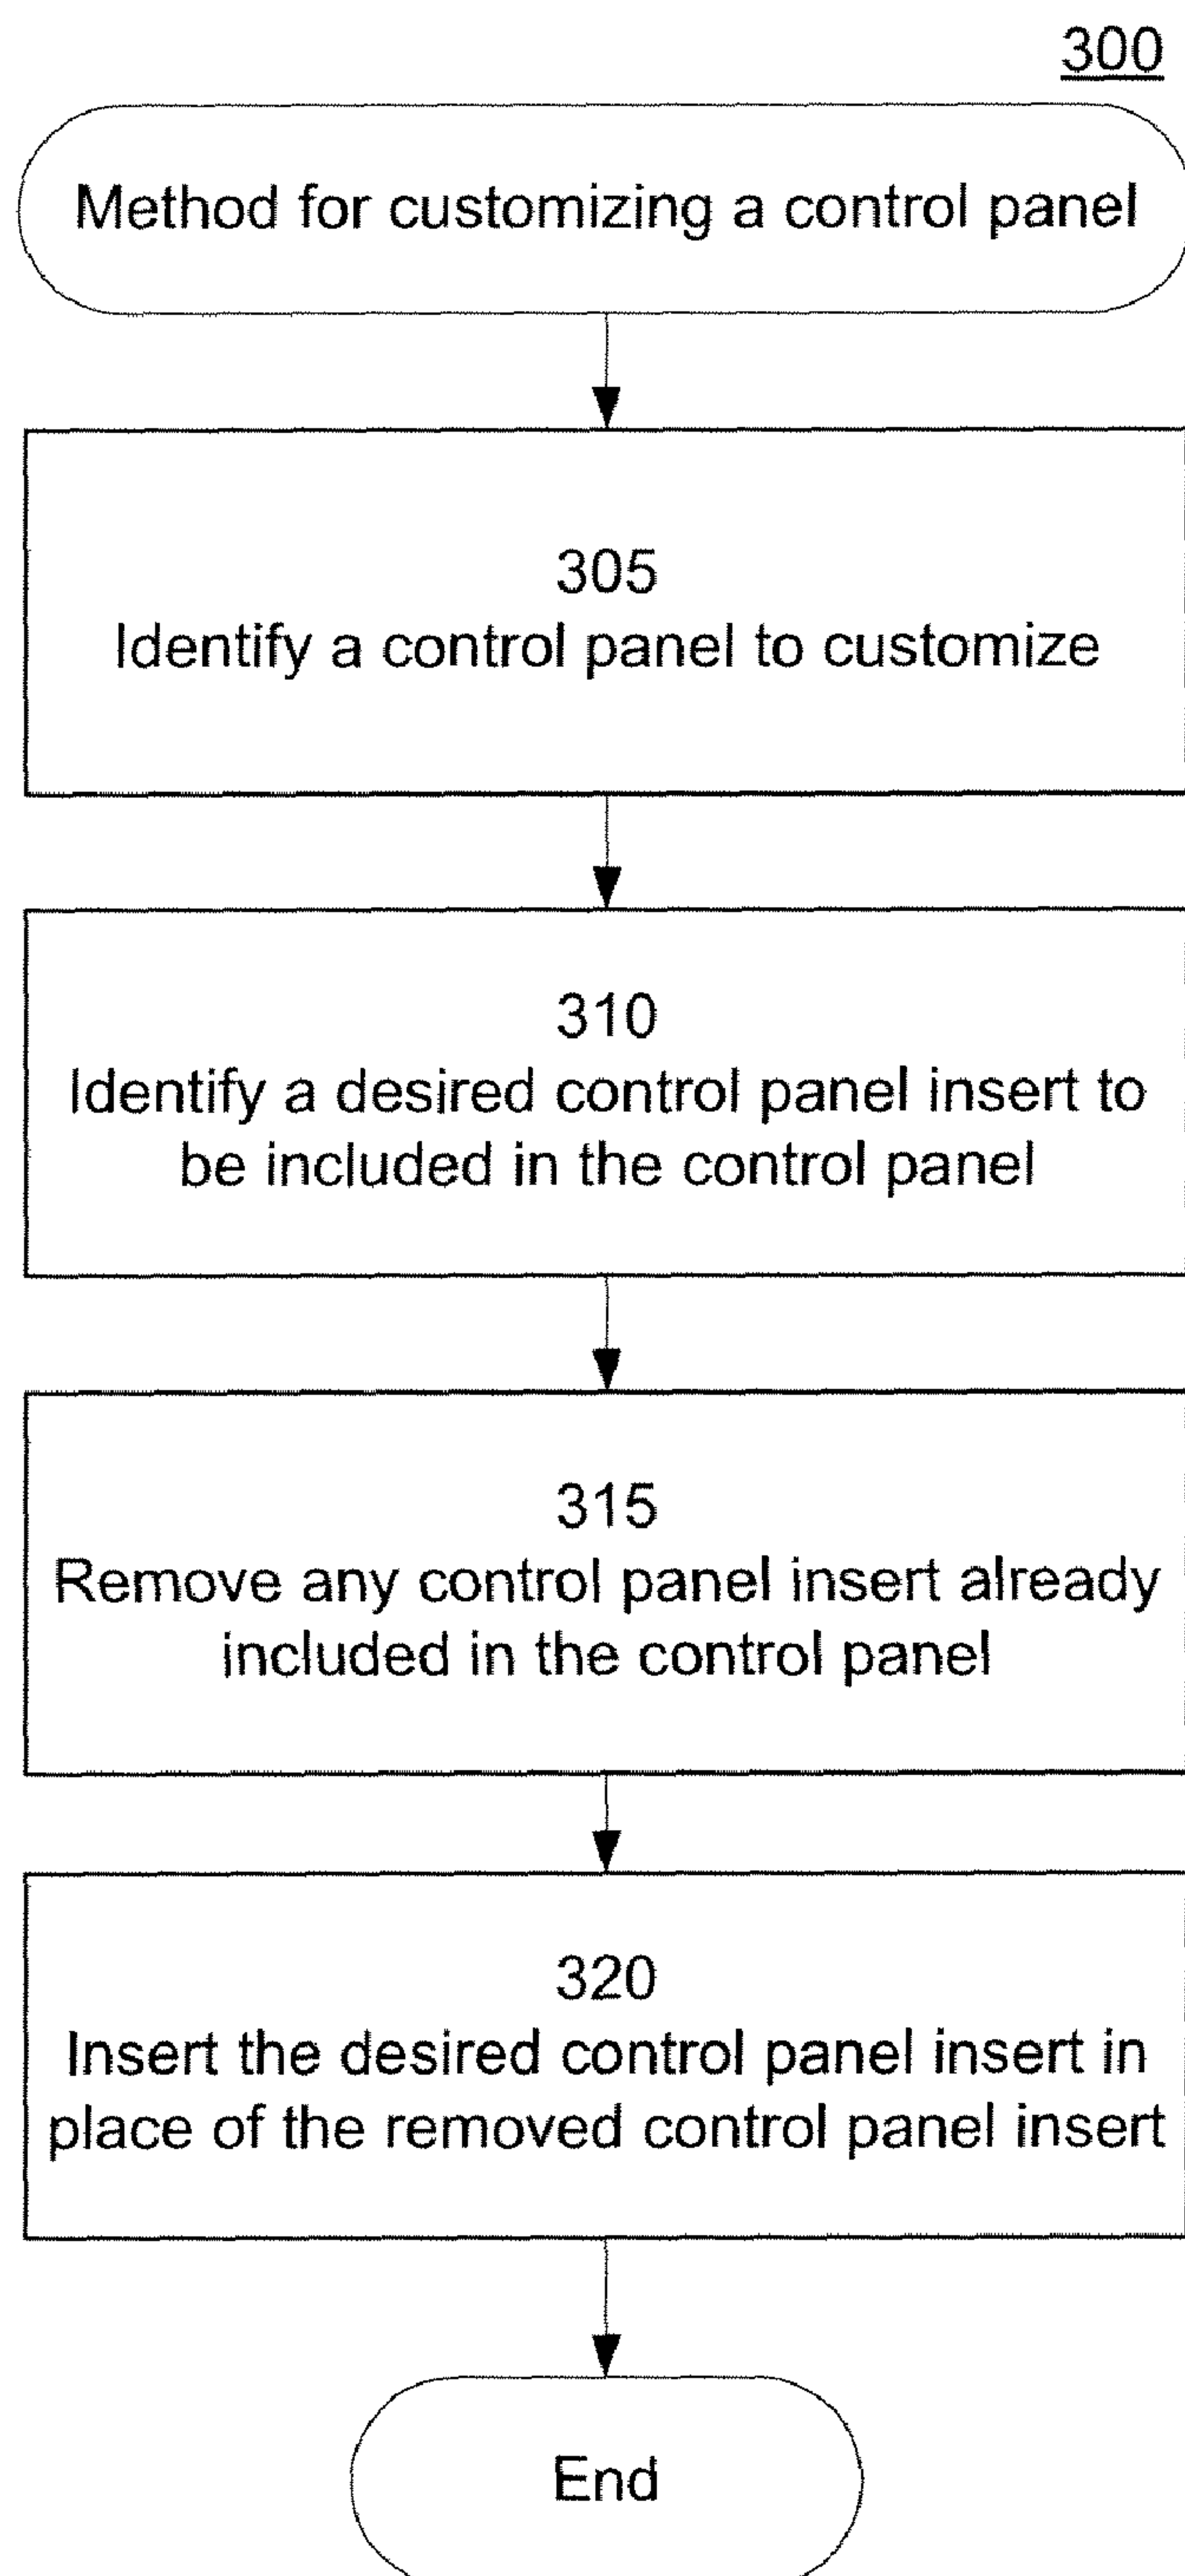 300
Method for customizing a control panel
305
Identify a control panel to customize
310
Identify a desired control panel insert to
be included in the control panel
315
Remove any control panel insert already
included in the control panel
320
Insert the desired control panel insert in
place of the removed control panel insert
End